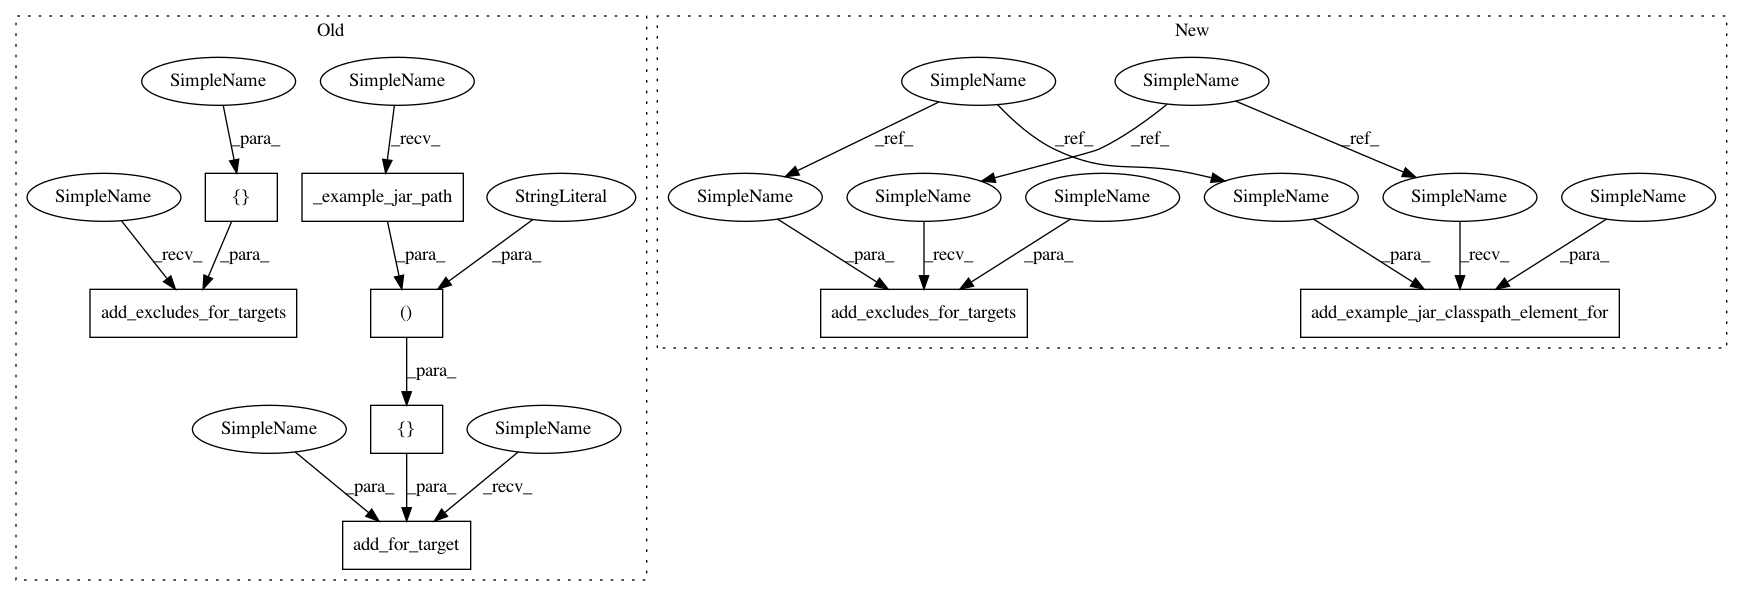 Old
New
SimpleName
SimpleName
SimpleName
SimpleName
_para_
_recv_
_ref_
_ref_
_ref_
_ref_
SimpleName
{}
_example_jar_path
StringLiteral
SimpleName
SimpleName
SimpleName
SimpleName
SimpleName
SimpleName
_recv_
_para_
_para_
_para_
_para_
_recv_
_para_
_para_
_recv_
_para_
add_excludes_for_targets
()
add_excludes_for_targets
add_example_jar_classpath_element_for
_para_
SimpleName
{}
SimpleName
_para_
_para_
_recv_
add_for_target